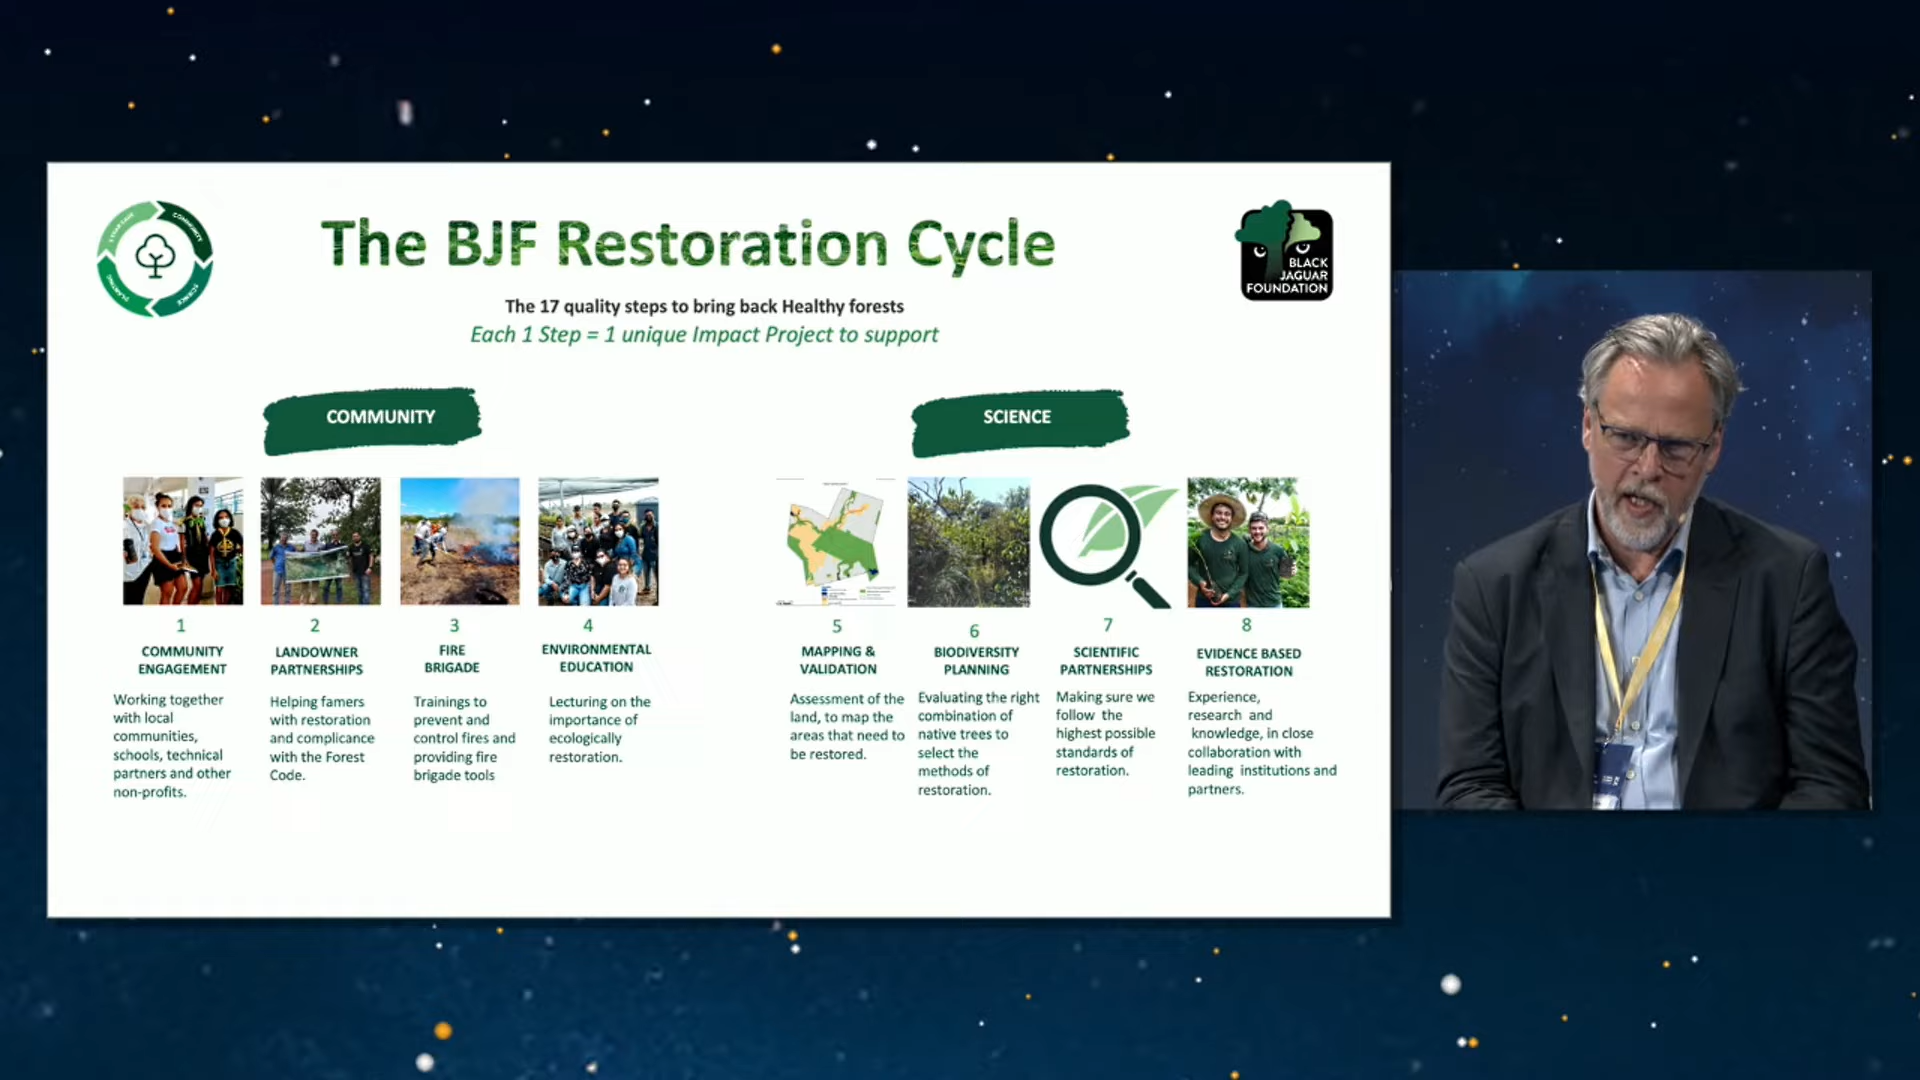 The BJF Restoration Cycle
The 17 quality steps to bring back Healthy forests
Each 1 Step = 1 unique Impact Project to support
COMMUNITY
SCIENCE
PLANTING
BLACK
JAGUAR
FOUNDATION
COMMUNITY
SCIENCE
1
COMMUNITY
ENGAGEMENT
Working together
with local
communities,
schools, technical
partners and other
non-profits.
2
LANDOWNER
PARTNERSHIPS
Helping famers
with restoration
and complicance
with the Forest
Code.
3
FIRE
BRIGADE
Trainings to
prevent and
control fires and
providing fire
brigade tools
4
ENVIRONMENTAL
EDUCATION
Lecturing on the
importance of
ecologically
restoration.
5
MAPPING &
VALIDATION
Assessment of the
land, to map the
areas that need to
be restored.
6
BIODIVERSITY
PLANNING
Evaluating the right
combination of
native trees to
select the
methods of
restoration.
7
SCIENTIFIC
PARTNERSHIPS
Making sure we
follow the
highest possible
standards of
restoration.
8
EVIDENCE BASED
RESTORATION
Experience,
research and
knowledge, in close
collaboration with
leading institutions and
partners.